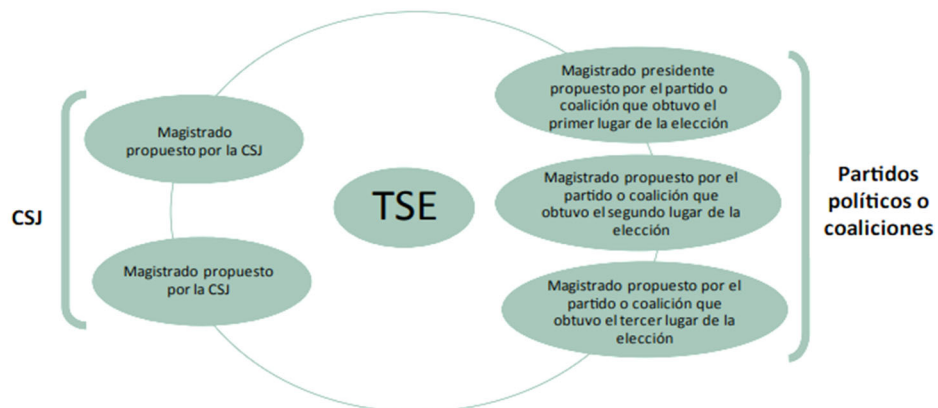 CSJ
Magistrado
propuesto por la CSJ
Magistrado propuesto
por la CSJ
TSE
Magistrado presidente
propuesto por el partido o
coalición que obtuvo el
primer lugar de la elección
Magistrado propuesto por el
partido o coalición que
obtuvo el segundo lugar de la
elección
Magistrado propuesto por el
partido o coalición que
obtuvo el tercer lugar de la
elección
Partidos
políticos o
coaliciones